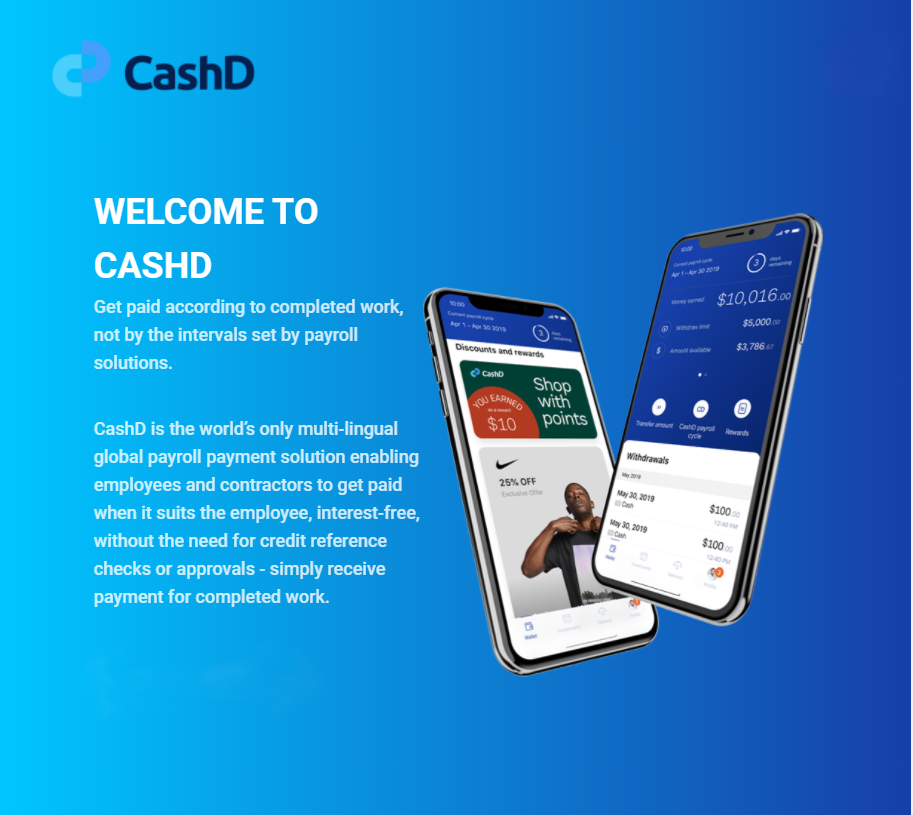 CashD
WELCOME TO
CASHD
Get paid according to completed work,
not by the intervals set by payroll
solutions.
CashD is the world’s only multi-lingual
global payroll payment solution enabling
employees and contractors to get paid
when it suits the employee, interest-free,
without the need for credit reference
checks or approvals - simply receive
payment for completed work.
10:00
Current payroll cycle
Apr 1 – Apr 30 2019
3
days
remaining
Discounts and rewards
CashD
YOU EARNED
as a reward
$10
Shop
with
points
25% OFF
Exclusive Offer
Wallet
10:00
Current payroll cycle
Apr 1 – Apr 30 2019
3
days
remaining
Money earned
$10,016.00
Withdraw limit
$5,000.00
$
Amount available
$3,786.67
Transfer amount
CashD payroll
cycle
Rewards
Withdrawals
May 2019
May 30, 2019
Cash
$100.00
12:40 PM
May 30, 2019
Cash
$100.00
12:40 PM
Wallet
3
Profile